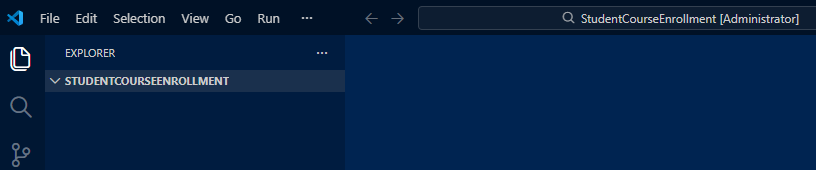 File Edit Selection View Go Run ··· ← → StudentCourseEnrollment [Administrator]
EXPLORER ···
STUDENTCOURSEENROLLMENT